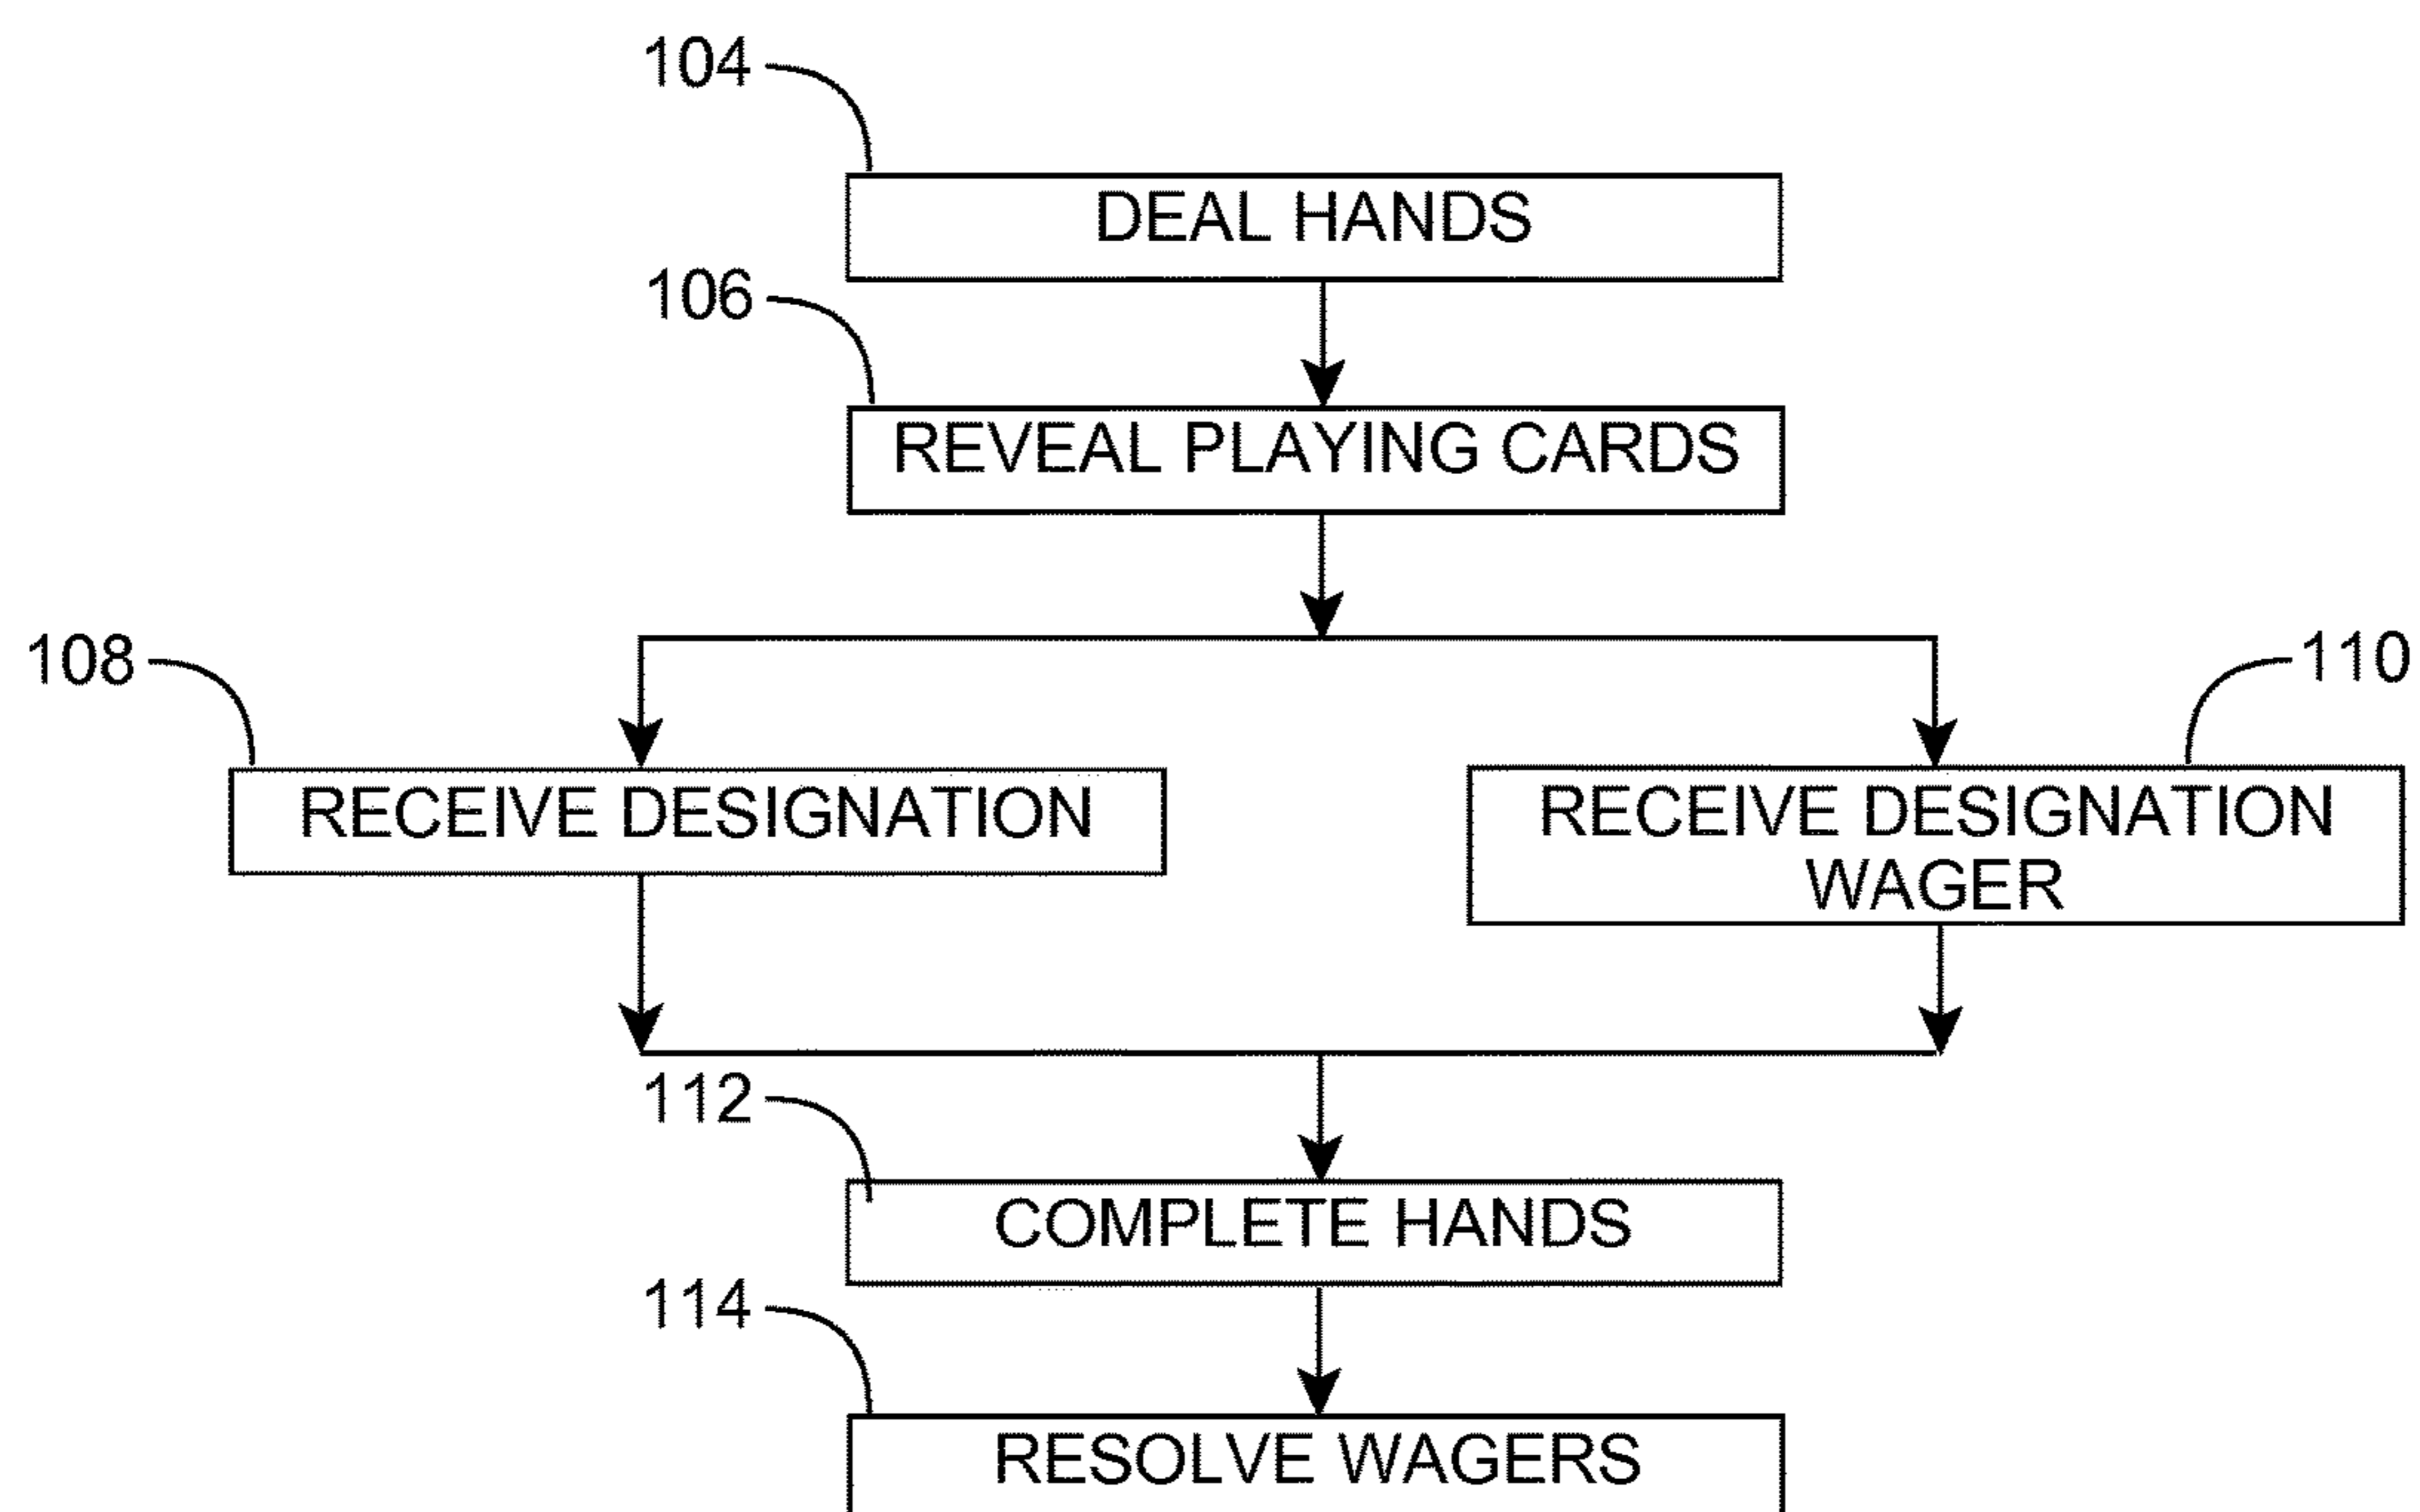 104
DEAL HANDS
106
REVEAL PLAYING CARDS
108
110
RECEIVE DESIGNATION
RECEIVE DESIGNATION
WAGER
112
COMPLETE HANDS
114
RESOLVE WAGERS